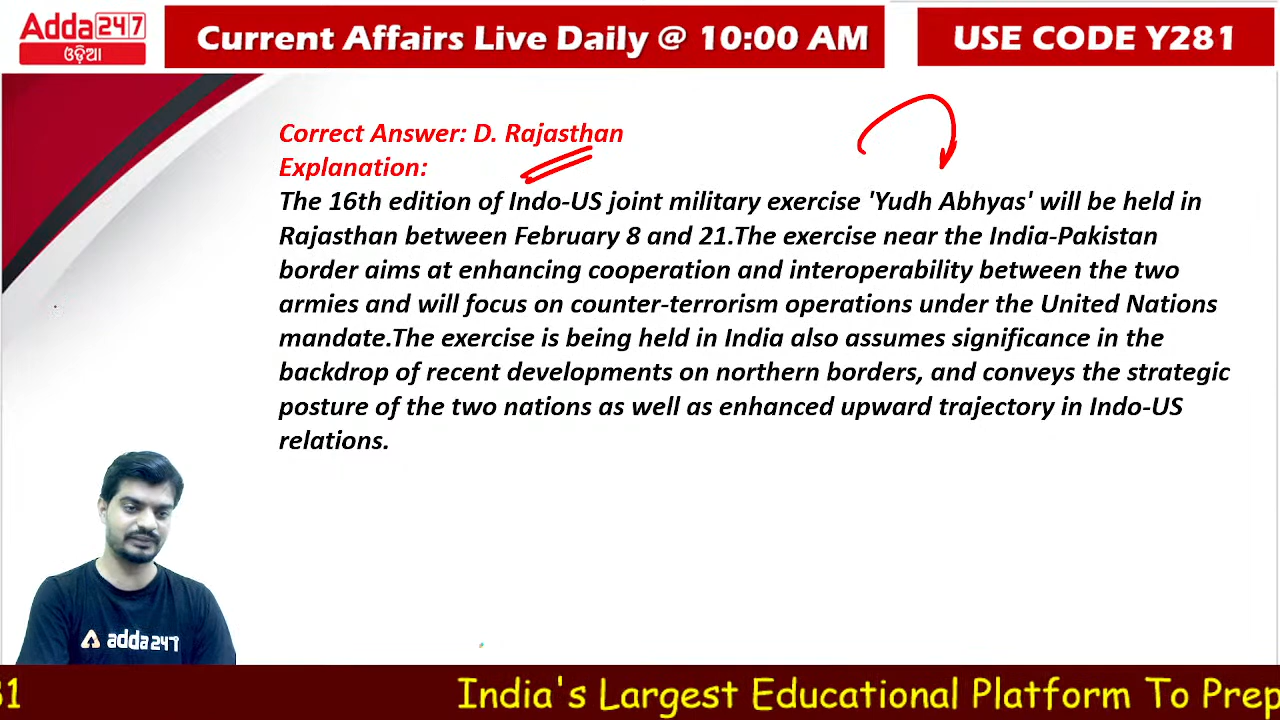 Adda 247
ଓଡ଼ିଆ
Current Affairs Live Daily @ 10:00 AM
USE CODE Y281
Correct Answer: D. Rajasthan
Explanation:
The 16th edition of Indo-US joint military exercise 'Yudh Abhyas' will be held in
Rajasthan between February 8 and 21.The exercise near the India-Pakistan
border aims at enhancing cooperation and interoperability between the two
armies and will focus on counter-terrorism operations under the United Nations
mandate.The exercise is being held in India also assumes significance in the
backdrop of recent developments on northern borders, and conveys the strategic
posture of the two nations as well as enhanced upward trajectory in Indo-US
relations.
adda247
81 India's Largest Educational Platform To Prep